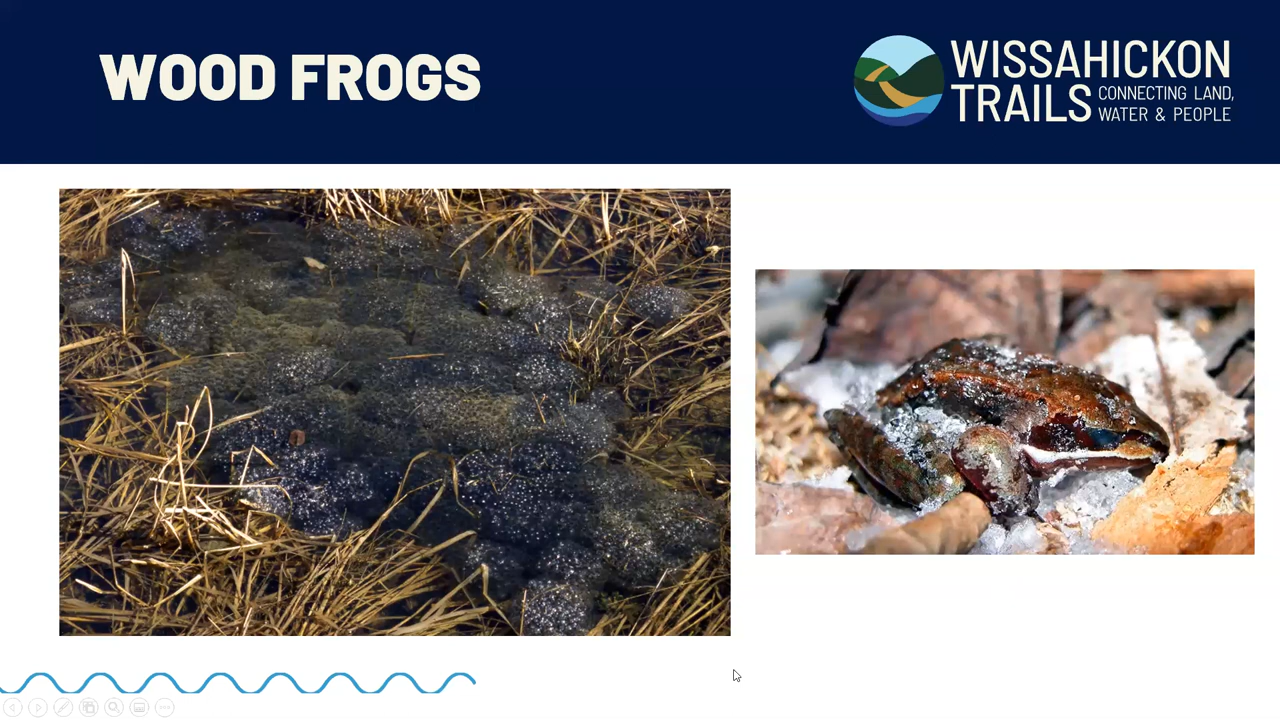 WOOD FROGS
WISSAHICKON
TRAILS CONNECTING LAND,
WATER & PEOPLE